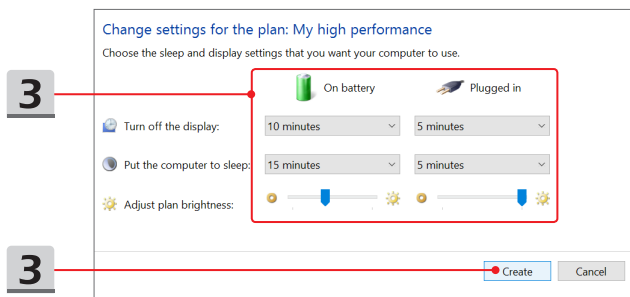 Change settings for the plan: My high performance
Choose the sleep and display settings that you want your computer to use.
3
On battery Plugged in
Turn off the display: 10 minutes 5 minutes
Put the computer to sleep: 15 minutes 5 minutes
Adjust plan brightness:
3
Create Cancel